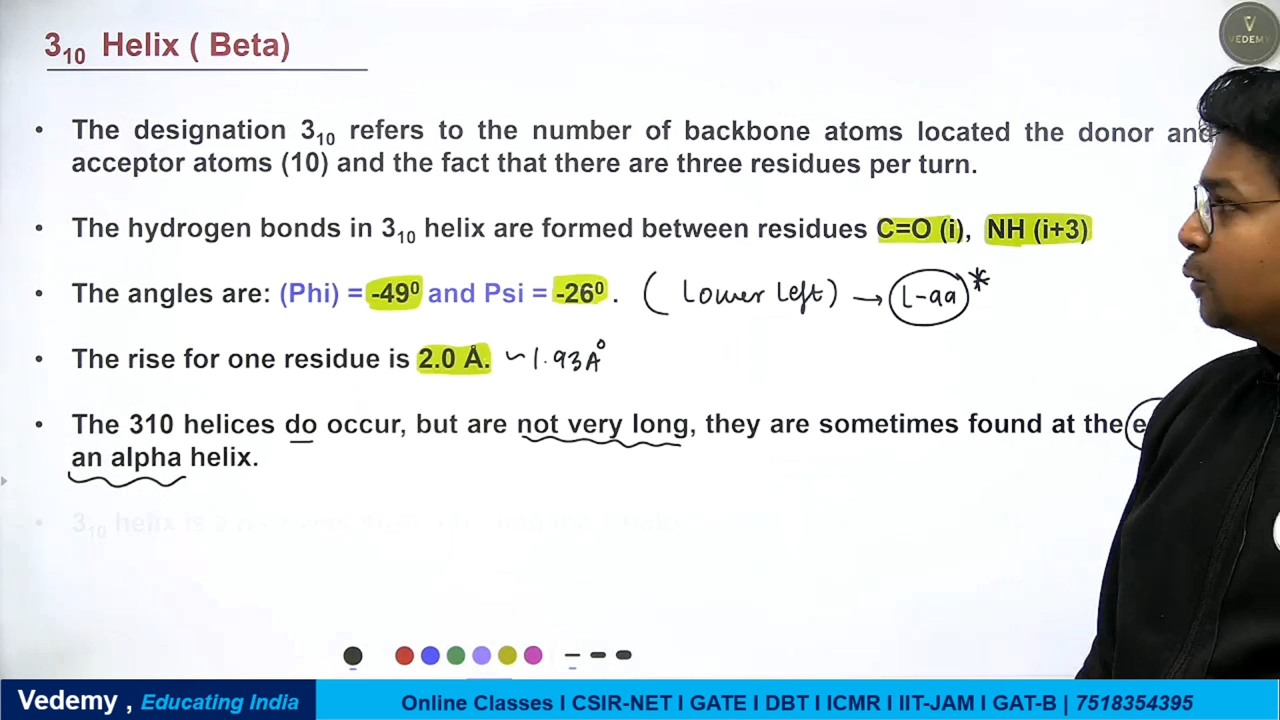 3₁₀ Helix ( Beta)
VEDEMY
• The designation 3₁₀ refers to the number of backbone atoms located the donor and
acceptor atoms (10) and the fact that there are three residues per turn.
• The hydrogen bonds in 3₁₀ helix are formed between residues C=O (i), NH (i+3)
• The angles are: (Phi) = -49⁰ and Psi = -26⁰ . ( Lower left) → L-aa *
• The rise for one residue is 2.0 Å. ~ 1.93A°
• The 310 helices do occur, but are not very long, they are sometimes found at the
an alpha helix.
• 3₁₀ helix is a
Vedemy , Educating India
Online Classes I CSIR-NET I GATE I DBT I ICMR I IIT-JAM I GAT-B | 7518354395